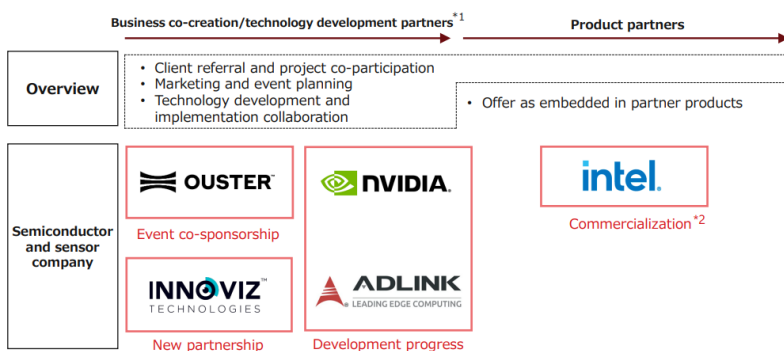 Business co-creation/technology development partners*1
Product partners
Overview
• Client referral and project co-participation
• Marketing and event planning
• Technology development and
implementation collaboration
• Offer as embedded in partner products
Semiconductor
and sensor
company
OUSTER™
Event co-sponsorship
NVIDIA.
intel.
Commercialization*2
INNOVIZ™
TECHNOLOGIES
New partnership
ADLINK
LEADING EDGE COMPUTING
Development progress